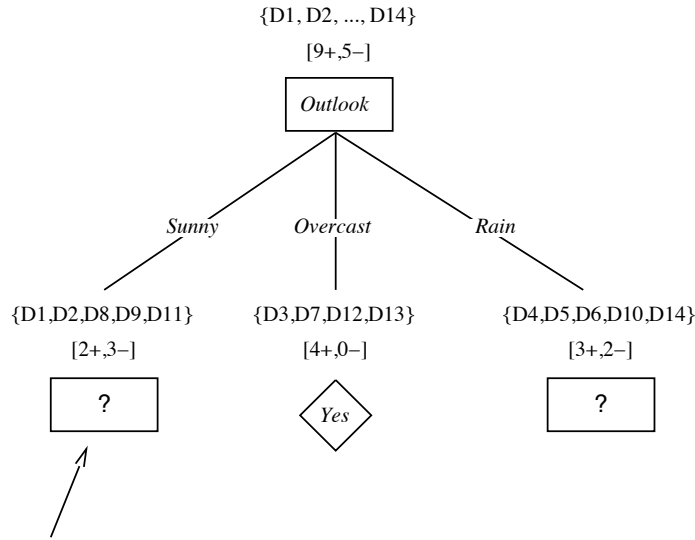 {D1, D2, ..., D14}
[9+,5−]
Outlook
Sunny Overcast Rain
{D1,D2,D8,D9,D11} {D3,D7,D12,D13} {D4,D5,D6,D10,D14}
[2+,3−] [4+,0−] [3+,2−]
? Yes ?